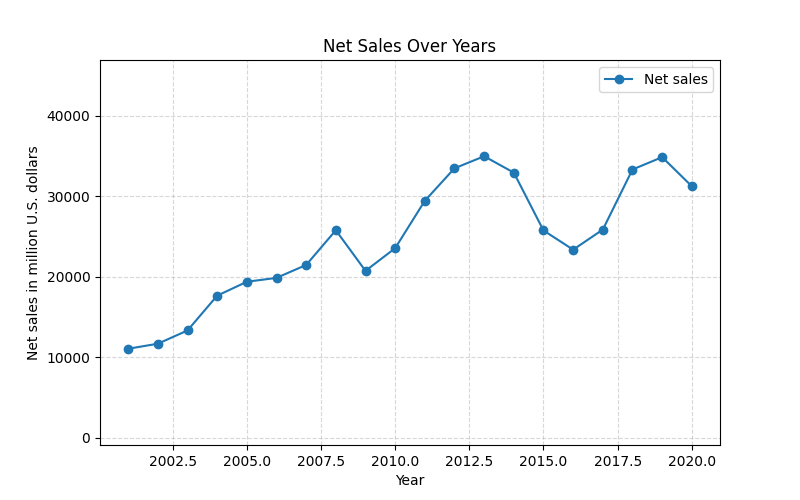 Net Sales Over Years
Net sales
Net sales in million U.S. dollars
40000
30000
20000
10000
0
2002.5 2005.0 2007.5 2010.0 2012.5 2015.0 2017.5 2020.0
Year